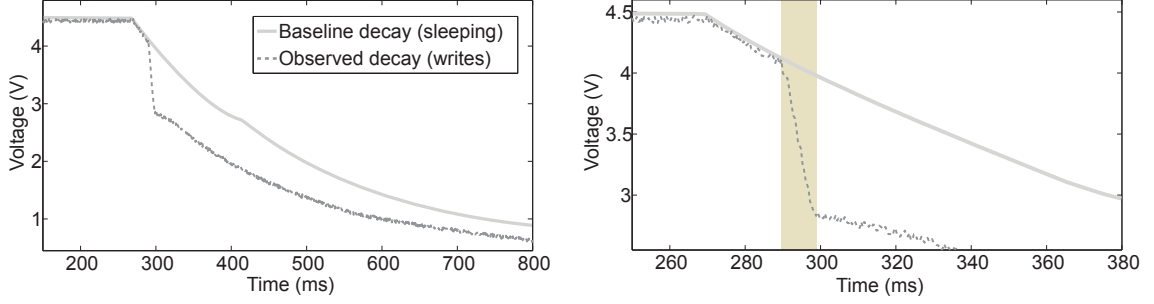 4
3
2
1
Voltage (V)
200 300 400 500 600 700 800
Time (ms)
Baseline decay (sleeping)
Observed decay (writes)
4.5
4
3.5
3
Voltage (V)
260 280 300 320 340 360 380
Time (ms)